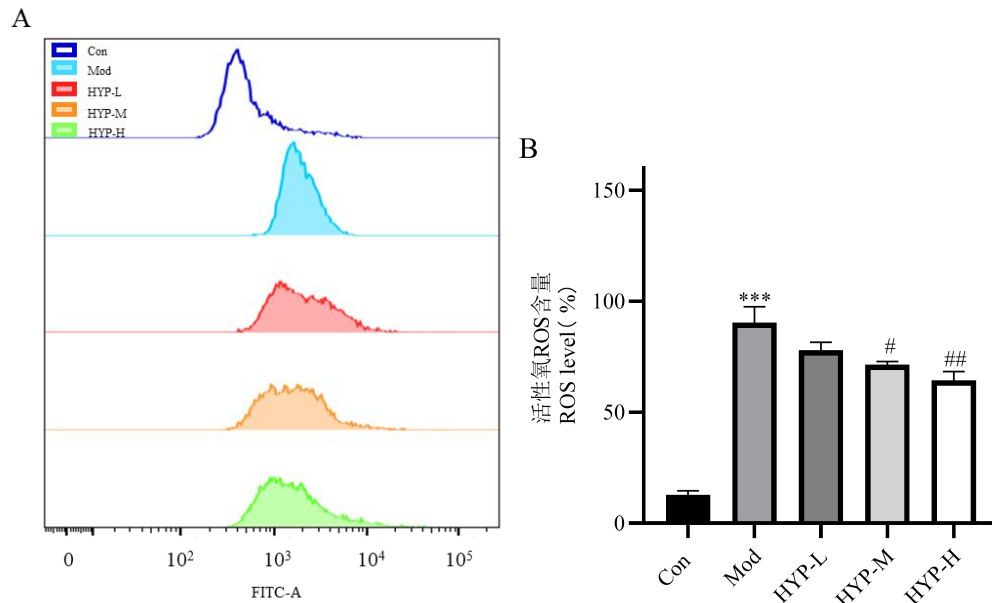 A
Con
Mod
HYP-L
HYP-M
HYP-H
0
10²
10³
10⁴
10⁵
FITC-A
B
活性氧ROS含量
ROS level( %)
150
100
50
0
***
#
##
Con
Mod
HYP-L
HYP-M
HYP-H